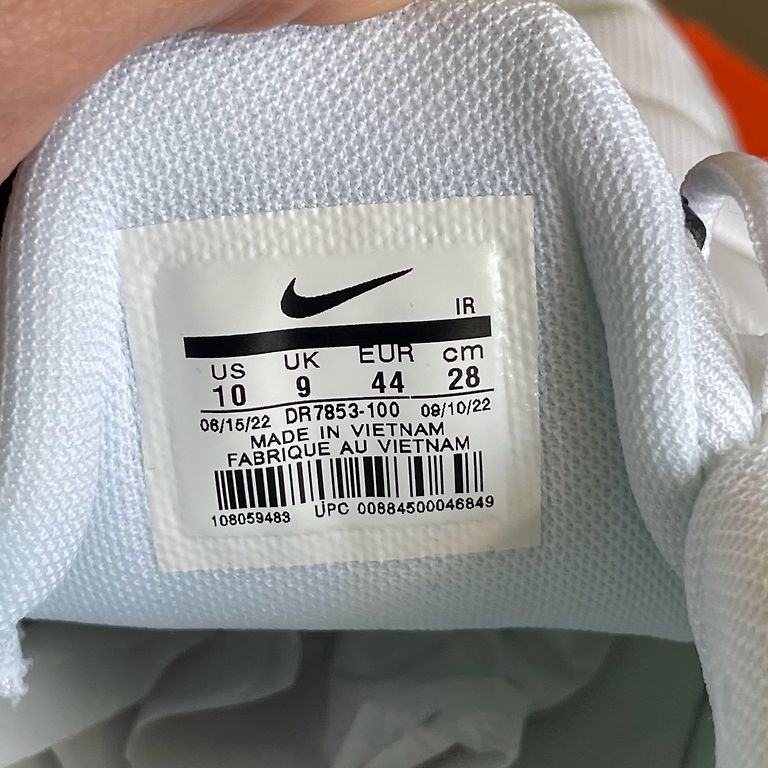 IR
US UK EUR cm
10 9 44 28
06/15/22 DR7853-100 09/10/22
MADE IN VIETNAM
FABRIQUE AU VIETNAM
108059483 UPC 00884500046849